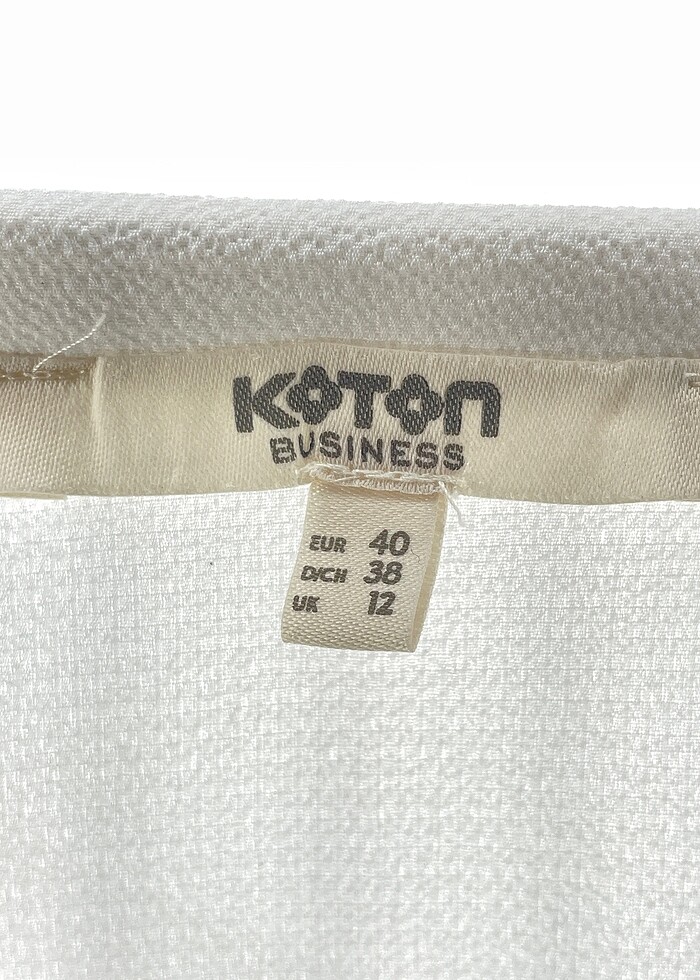 KOTON
BUSINESS
EUR 40
D/CH 38
UK 12